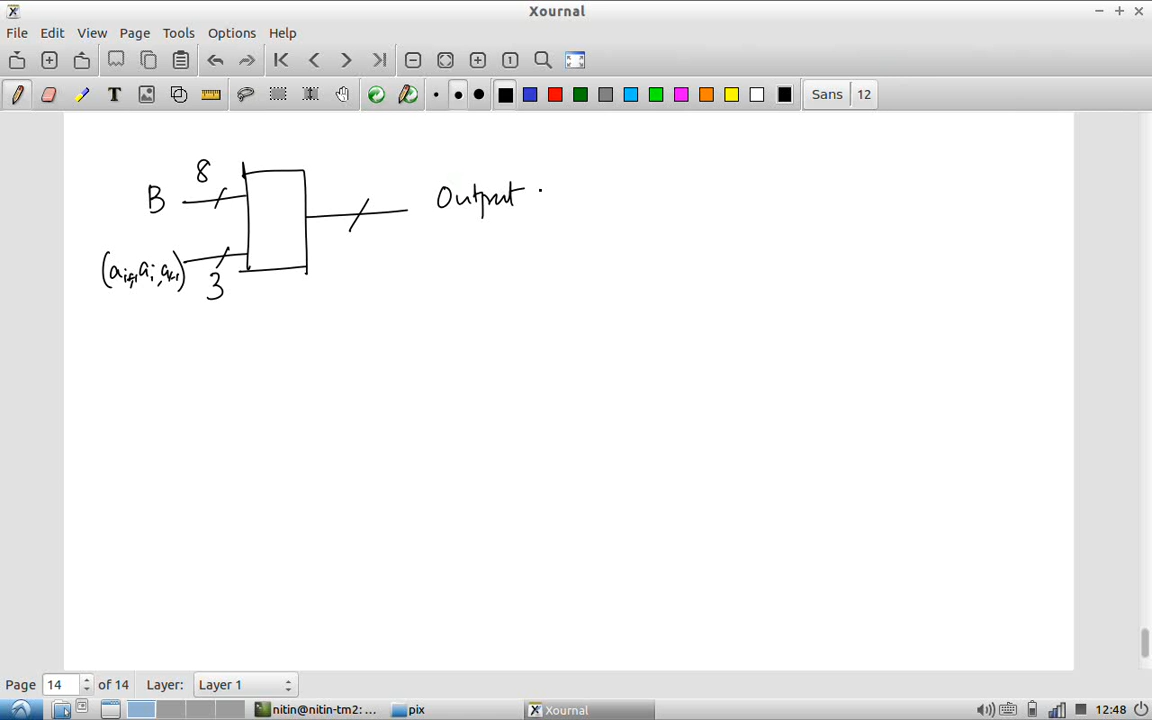 Xournal
File Edit View Page Tools Options Help
Sans 12
8
B
Output .
(a_{i+1}, a_i, a_{i-1})
3
Page 14 of 14 Layer: Layer 1
nitin@nitin-tm2: ... pix Xournal 12:48